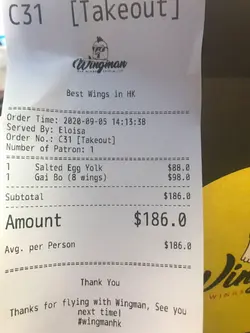 C31 [Takeout]
Wingman
Best Wings in HK
Order Time: 2020-09-05 14:13:38
Served By: Eloisa
Order No.: C31 [Takeout]
Number of Patron: 1
1 Salted Egg Yolk $88.0
1 Gai Bo (8 wings) $98.0
Subtotal $186.0
Amount $186.0
Avg. per Person $186.0
Thank You
Thanks for flying with Wingman, See you
next time!
#wingmanhk